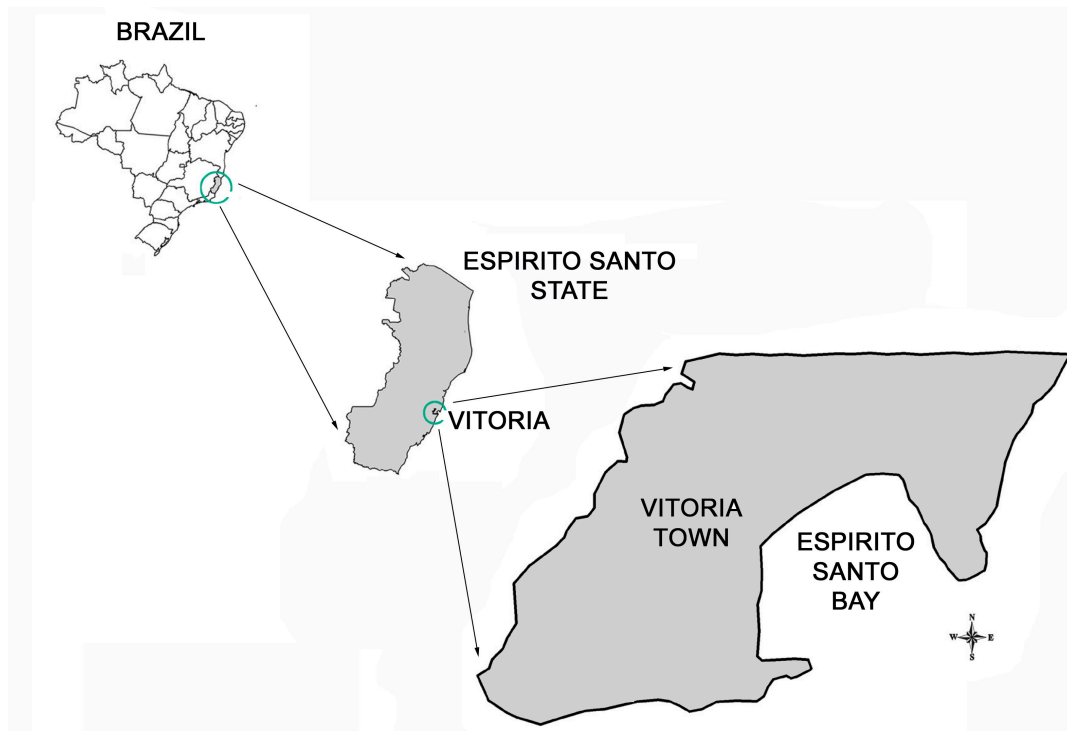 BRAZIL
ESPIRITO SANTO
STATE
VITORIA
VITORIA
TOWN
ESPIRITO
SANTO
BAY
N
W E
S